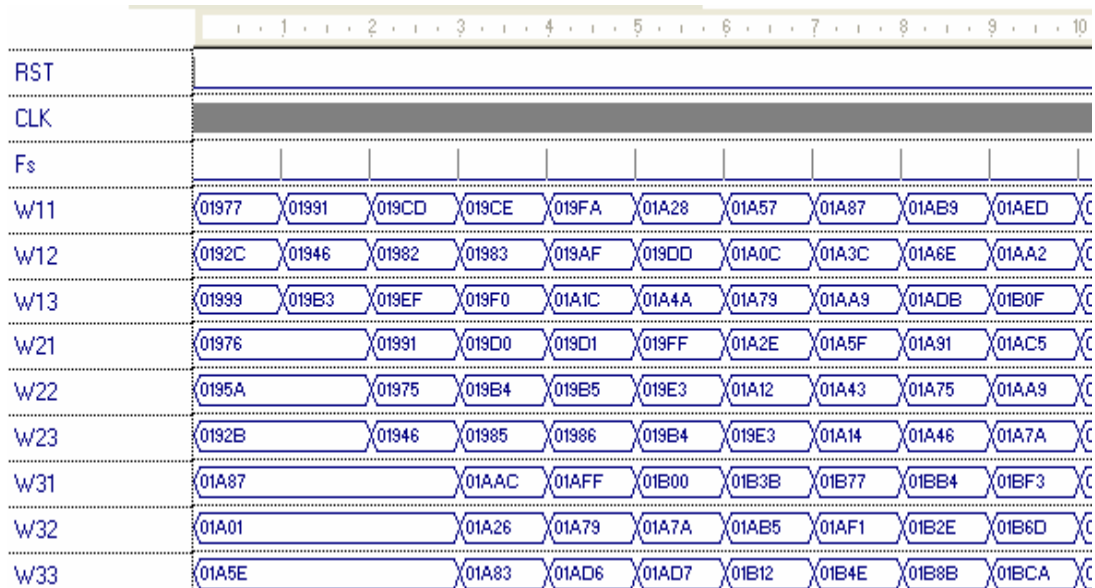 1 2 3 4 5 6 7 8 9 10
RST
CLK
Fs
W11 01977 01991 019CD 019CE 019FA 01A28 01A57 01A87 01AB9 01AED
W12 0192C 01946 01982 01983 019AF 019DD 01A0C 01A3C 01A6E 01AA2
W13 01999 019B3 019EF 019F0 01A1C 01A4A 01A79 01AA9 01ADB 01B0F
W21 01976 01991 019D0 019D1 019FF 01A2E 01A5F 01A91 01AC5
W22 0195A 01975 019B4 019B5 019E3 01A12 01A43 01A75 01AA9
W23 0192B 01946 01985 01986 019B4 019E3 01A14 01A46 01A7A
W31 01A87 01AAC 01AFF 01B00 01B3B 01B77 01BB4 01BF3
W32 01A01 01A26 01A79 01A7A 01AB5 01AF1 01B2E 01B6D
W33 01A5E 01A83 01AD6 01AD7 01B12 01B4E 01B8B 01BCA